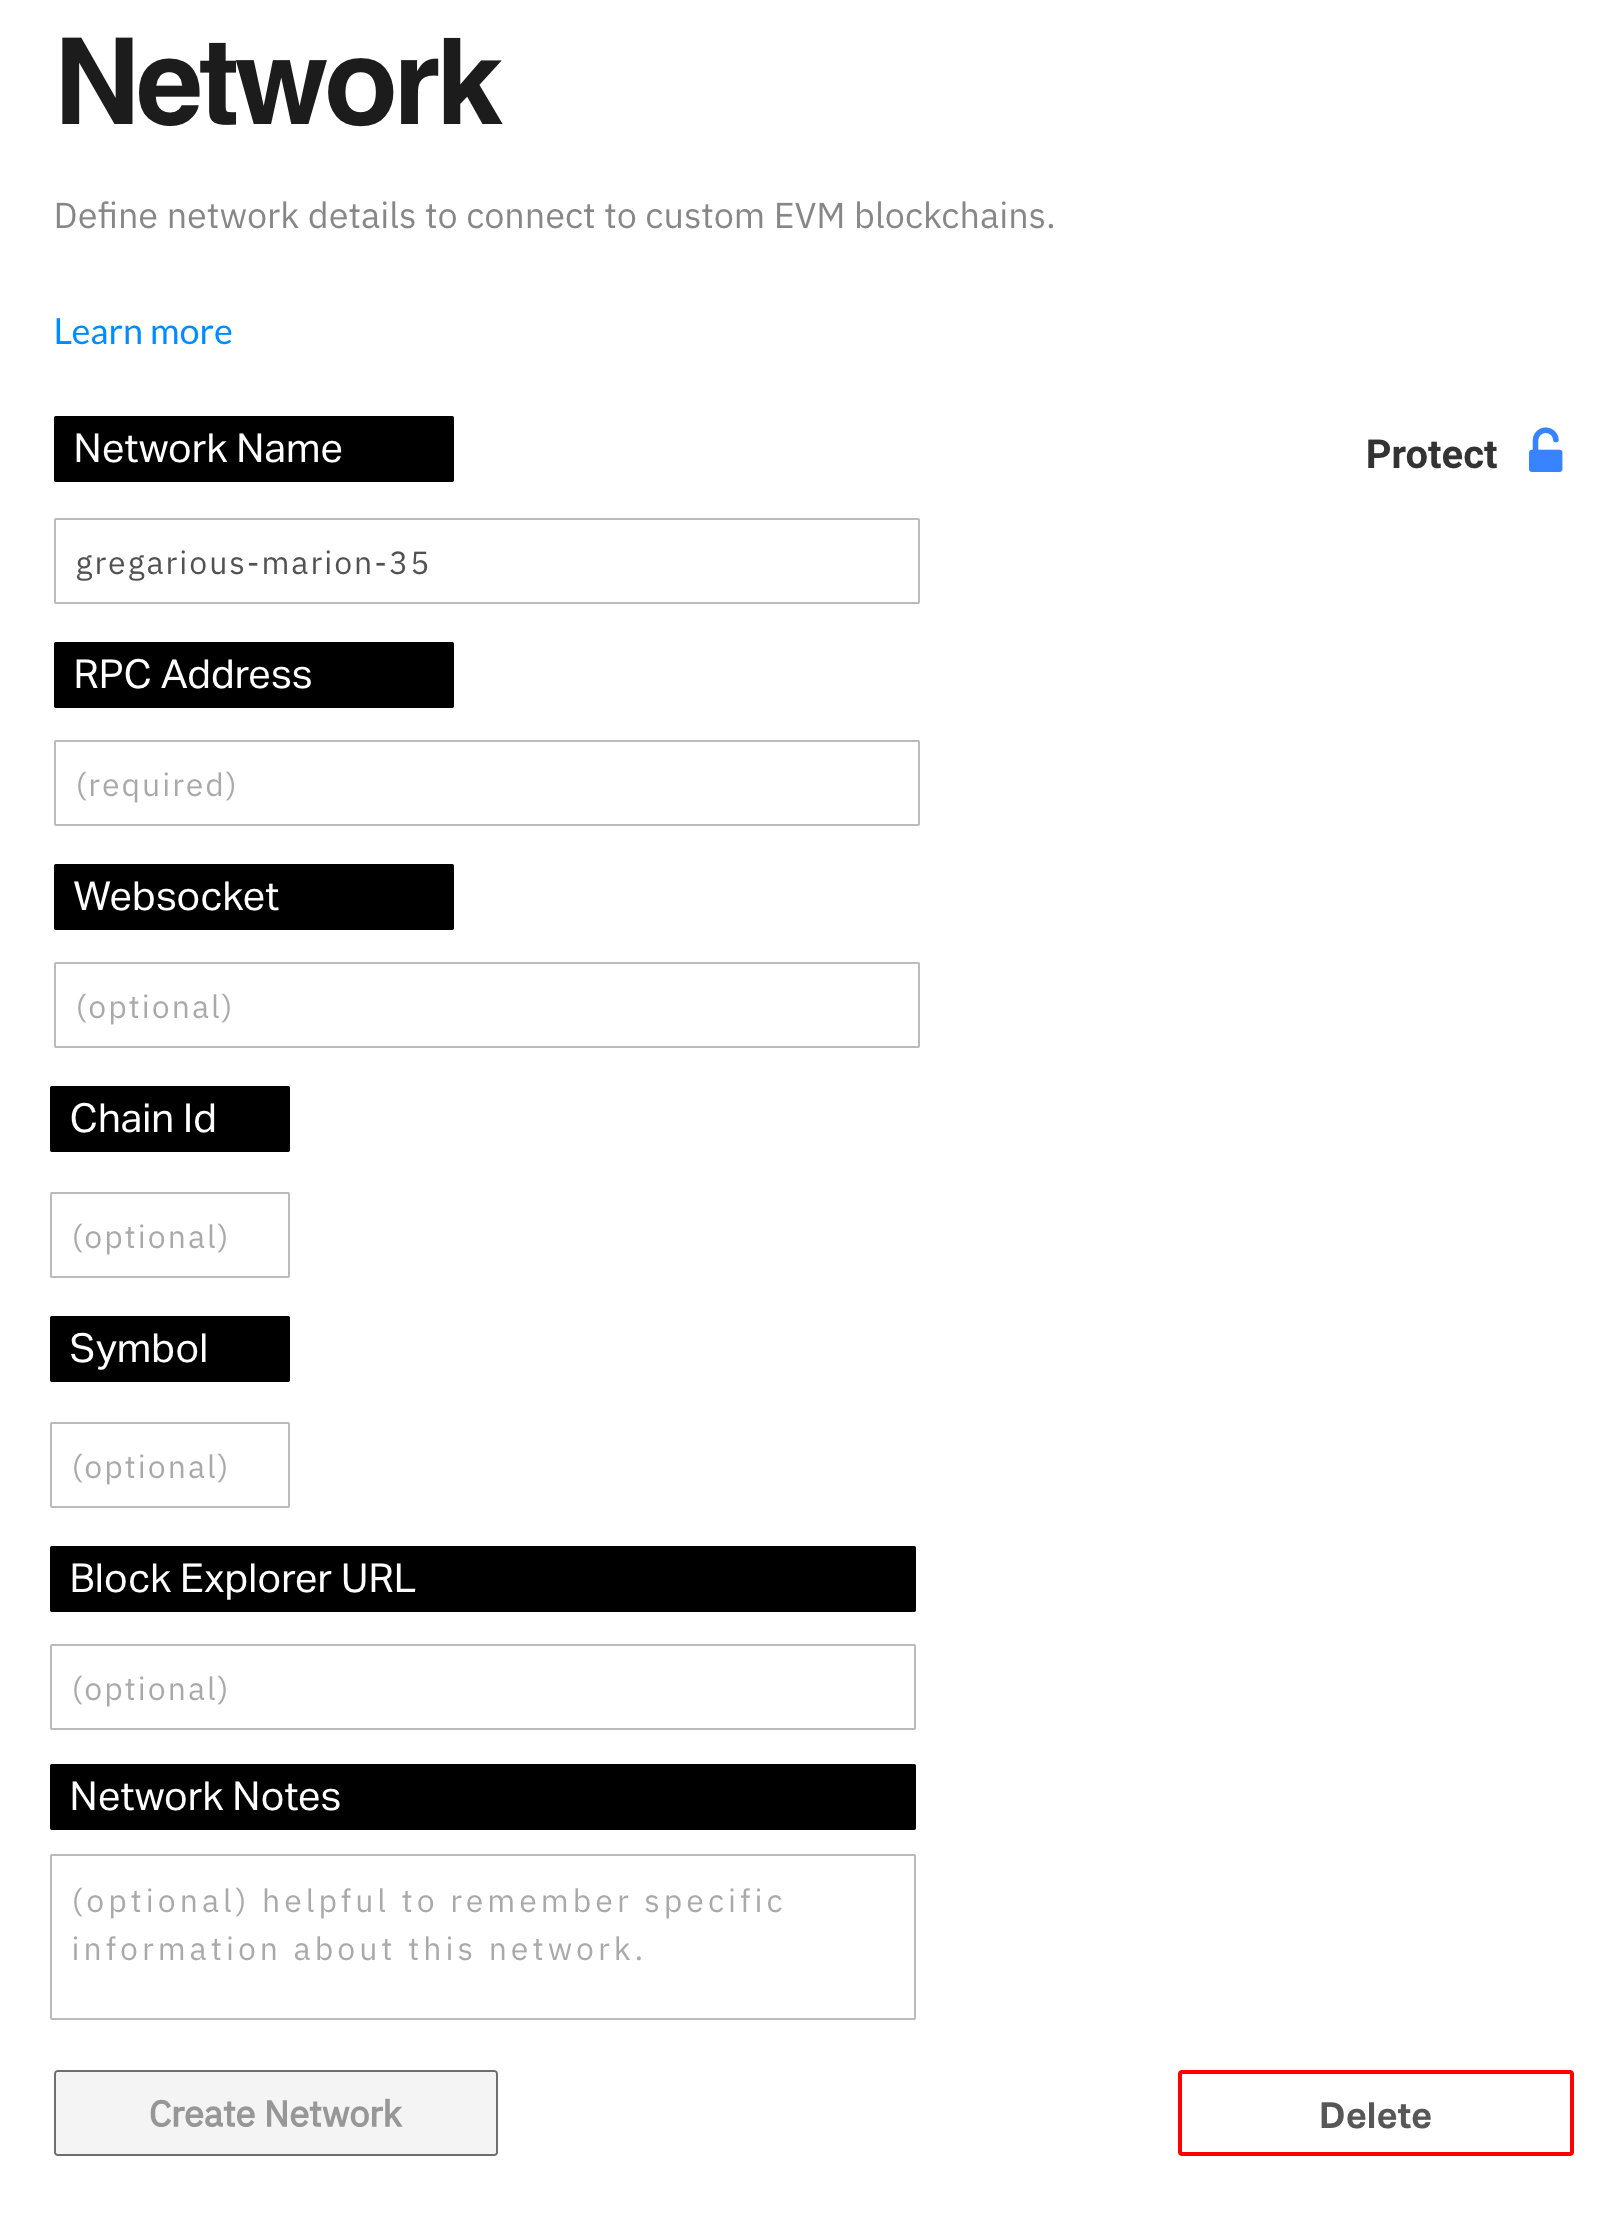 Network
Define network details to connect to custom EVM blockchains.
Learn more
Network Name
Protect
gregarious-marion-35
RPC Address
(required)
Websocket
(optional)
Chain Id
(optional)
Symbol
(optional)
Block Explorer URL
(optional)
Network Notes
(optional) helpful to remember specific
information about this network.
Create Network
Delete